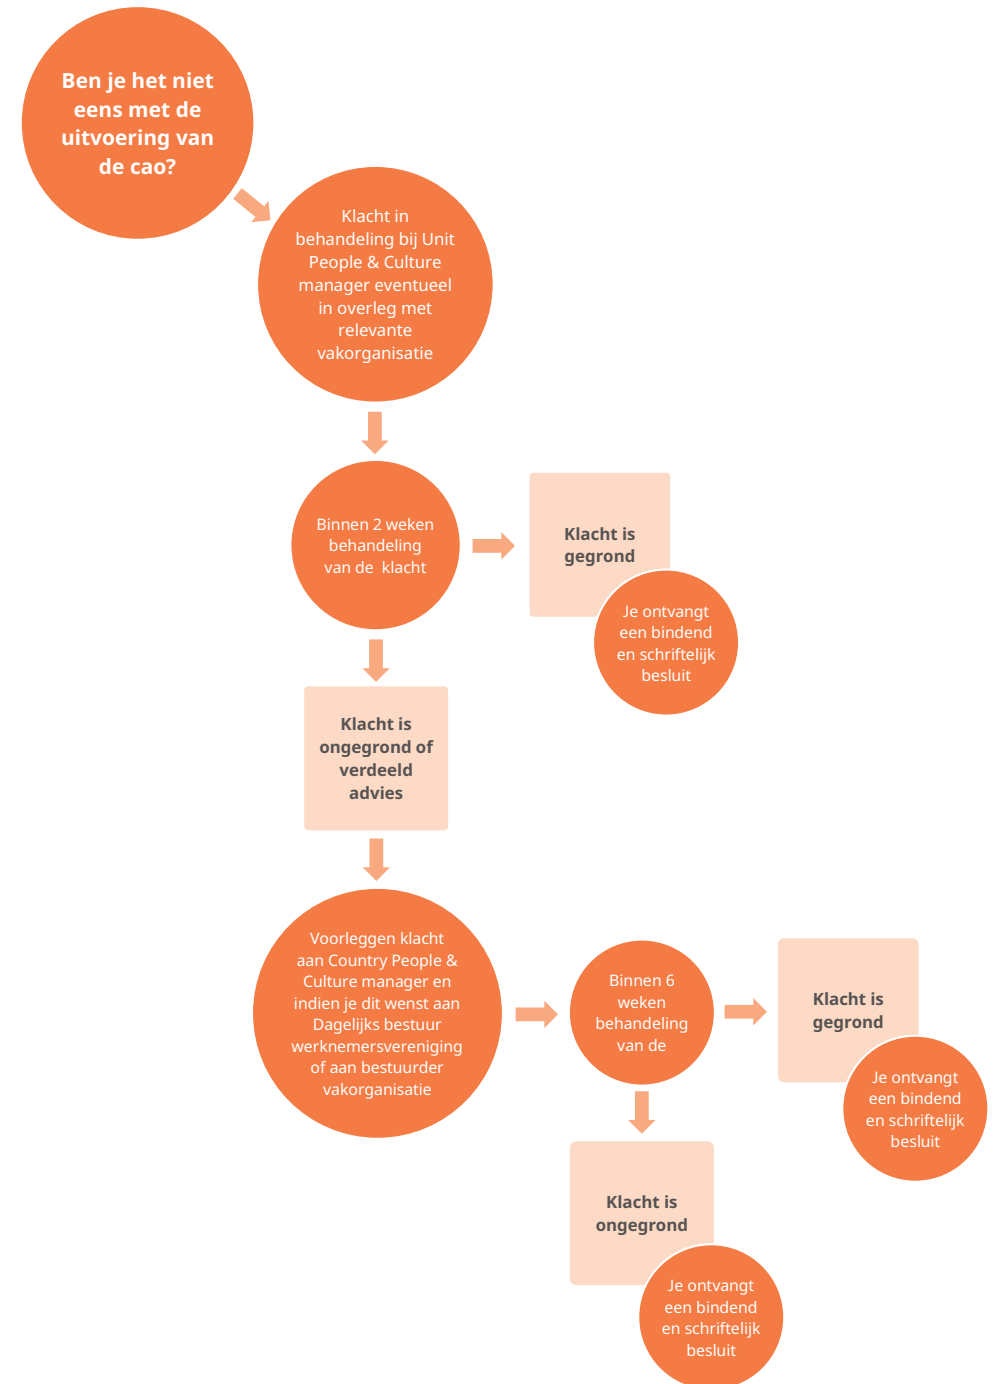 Ben je het niet
eens met de
uitvoering van
de cao?
Klacht in
behandeling bij Unit
People & Culture
manager eventueel
in overleg met
relevante
vakorganisatie
Binnen 2 weken
behandeling
van de klacht
Klacht is
gegrond
Je ontvangt
een bindend
en schriftelijk
besluit
Klacht is
ongegrond of
verdeeld
advies
Voorleggen klacht
aan Country People &
Culture manager en
indien je dit wenst aan
Dagelijks bestuur
werknemersvereniging
of aan bestuurder
vakorganisatie
Binnen 6
weken
behandeling
van de
Klacht is
gegrond
Je ontvangt
een bindend
en schriftelijk
besluit
Klacht is
ongegrond
Je ontvangt
een bindend
en schriftelijk
besluit